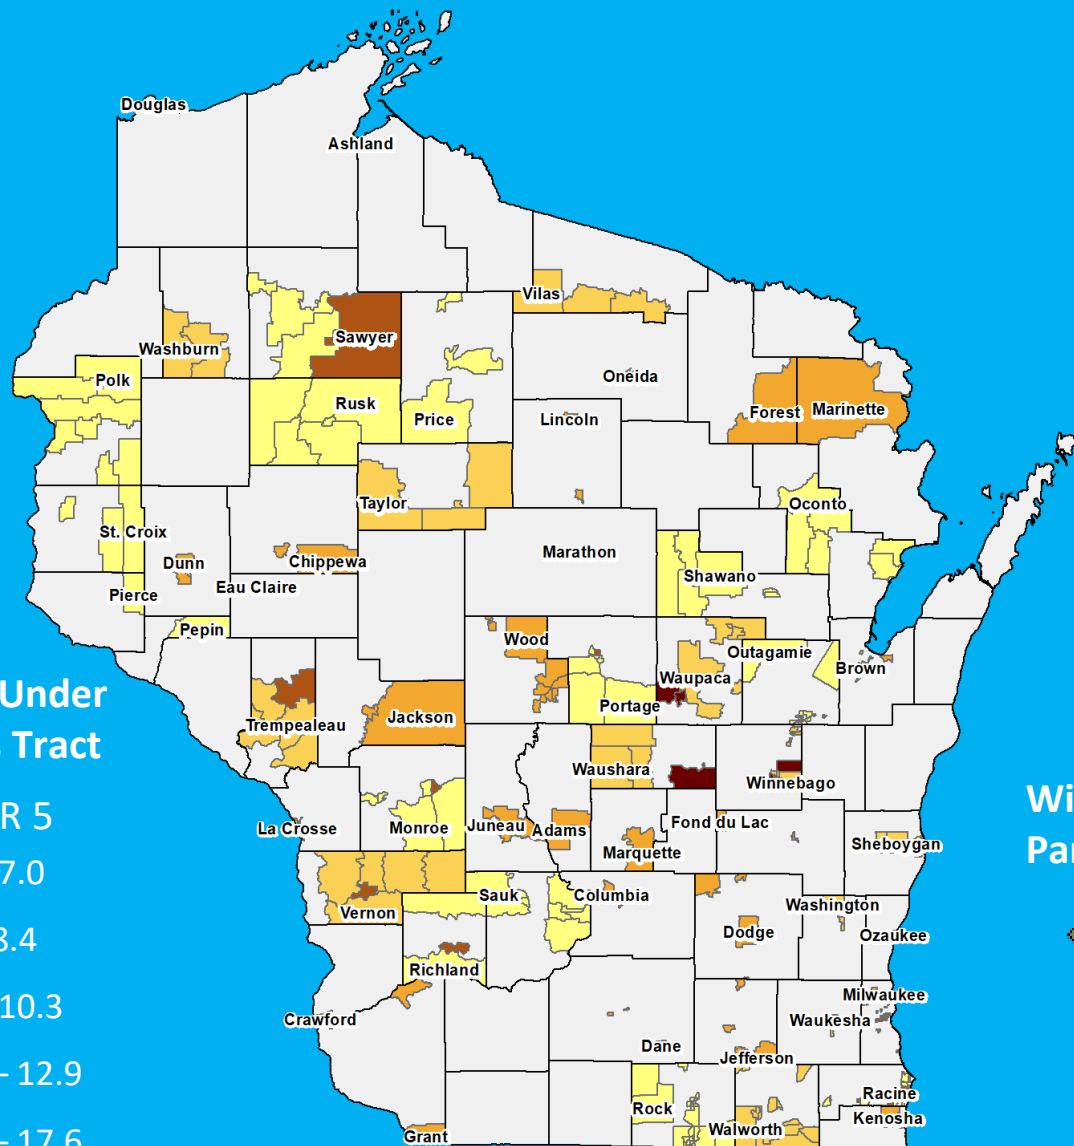 Douglas
Ashland
Vilas
Sawyer
Washburn
Oneida
Polk
Rusk
Forest
Marinette
Price
Lincoln
Taylor
Oconto
St. Croix
Marathon
Dunn
Chippewa
Shawano
Eau Claire
Pierce
Pepin
Wood
Outagamie
Brown
Waupaca
Under
Portage
Jackson
Trempealeau
Tract
Waushara
Winnebago
Wi
R 5
La Crosse
Monroe
Juneau
Adams
Fond du Lac
Sheboygan
Marquette
Par
7.0
Sauk
Columbia
Washington
Vernon
Dodge
Ozaukee
8.4
Richland
Milwaukee
10.3
Crawford
Waukesha
Dane
Jefferson
- 12.9
Racine
Rock
Kenosha
Walworth
Grant
- 17.6